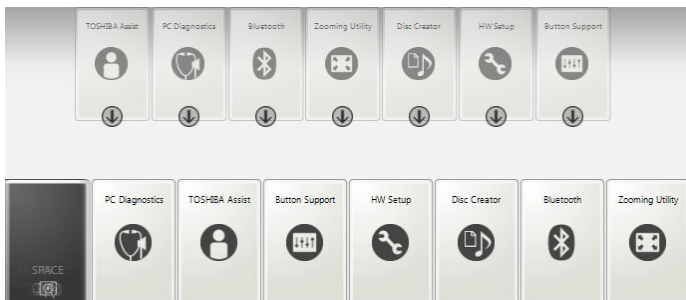 TOSHIBA Assist PC Diagnostics Bluetooth Zooming Utility Disc Creator HW Setup Button Support
PC Diagnostics TOSHIBA Assist Button Support HW Setup Disc Creator Bluetooth Zooming Utility
SPACE